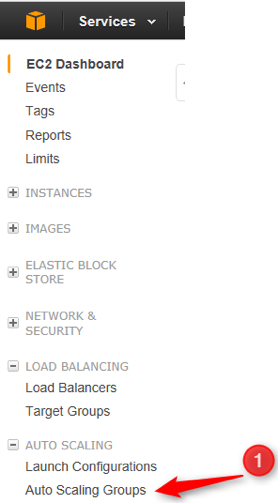 Services
EC2 Dashboard
Events
Tags
Reports
Limits
INSTANCES
IMAGES
ELASTIC BLOCK
STORE
NETWORK &
SECURITY
LOAD BALANCING
Load Balancers
Target Groups
AUTO SCALING
1
Launch Configurations
Auto Scaling Groups